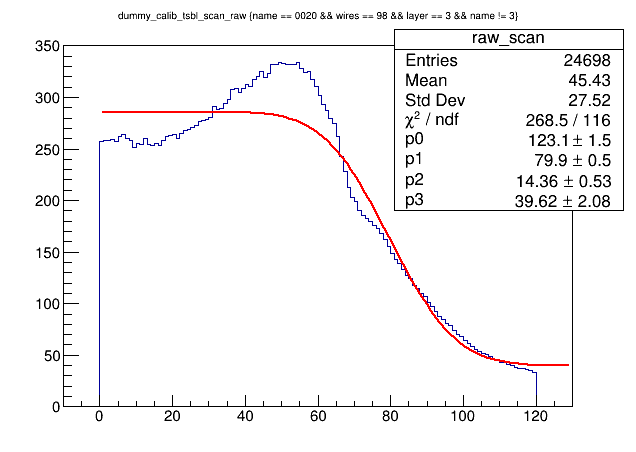 dummy_calib_tsbl_scan_raw {name == 0020 && wires == 98 && layer == 3 && name != 3}
raw_scan
Entries 24698
Mean 45.43
Std Dev 27.52
χ² / ndf 268.5 / 116
p0 123.1 ± 1.5
p1 79.9 ± 0.5
p2 14.36 ± 0.53
p3 39.62 ± 2.08
350
300
250
200
150
100
50
0
0 20 40 60 80 100 120